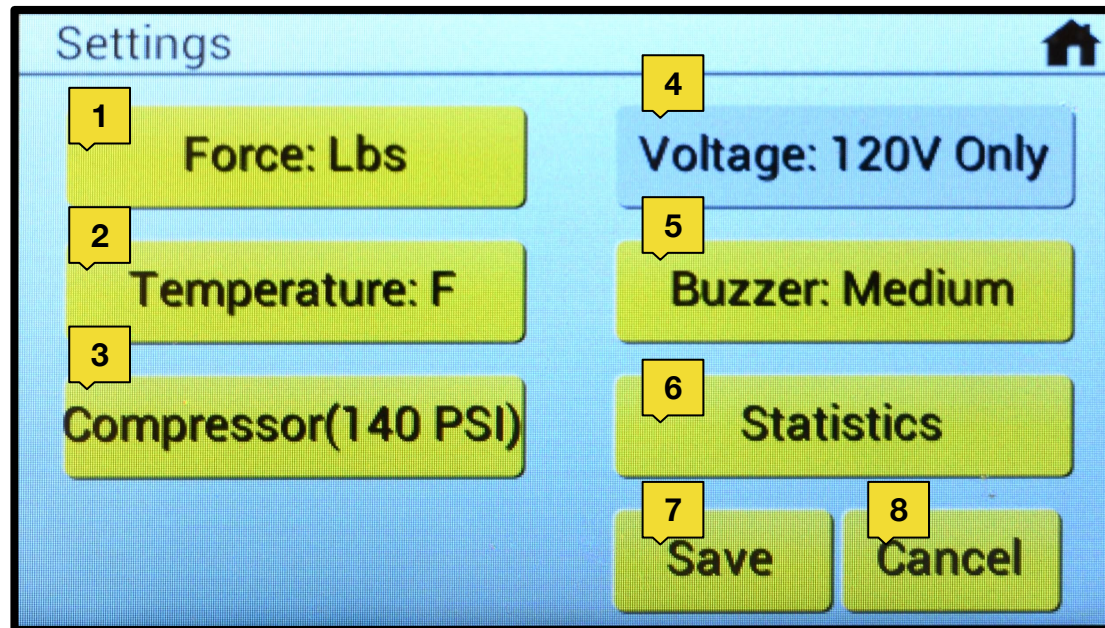 Settings
1
Force: Lbs
2
Temperature: F
3
Compressor(140 PSI)
4
Voltage: 120V Only
5
Buzzer: Medium
6
Statistics
7
Save
8
Cancel